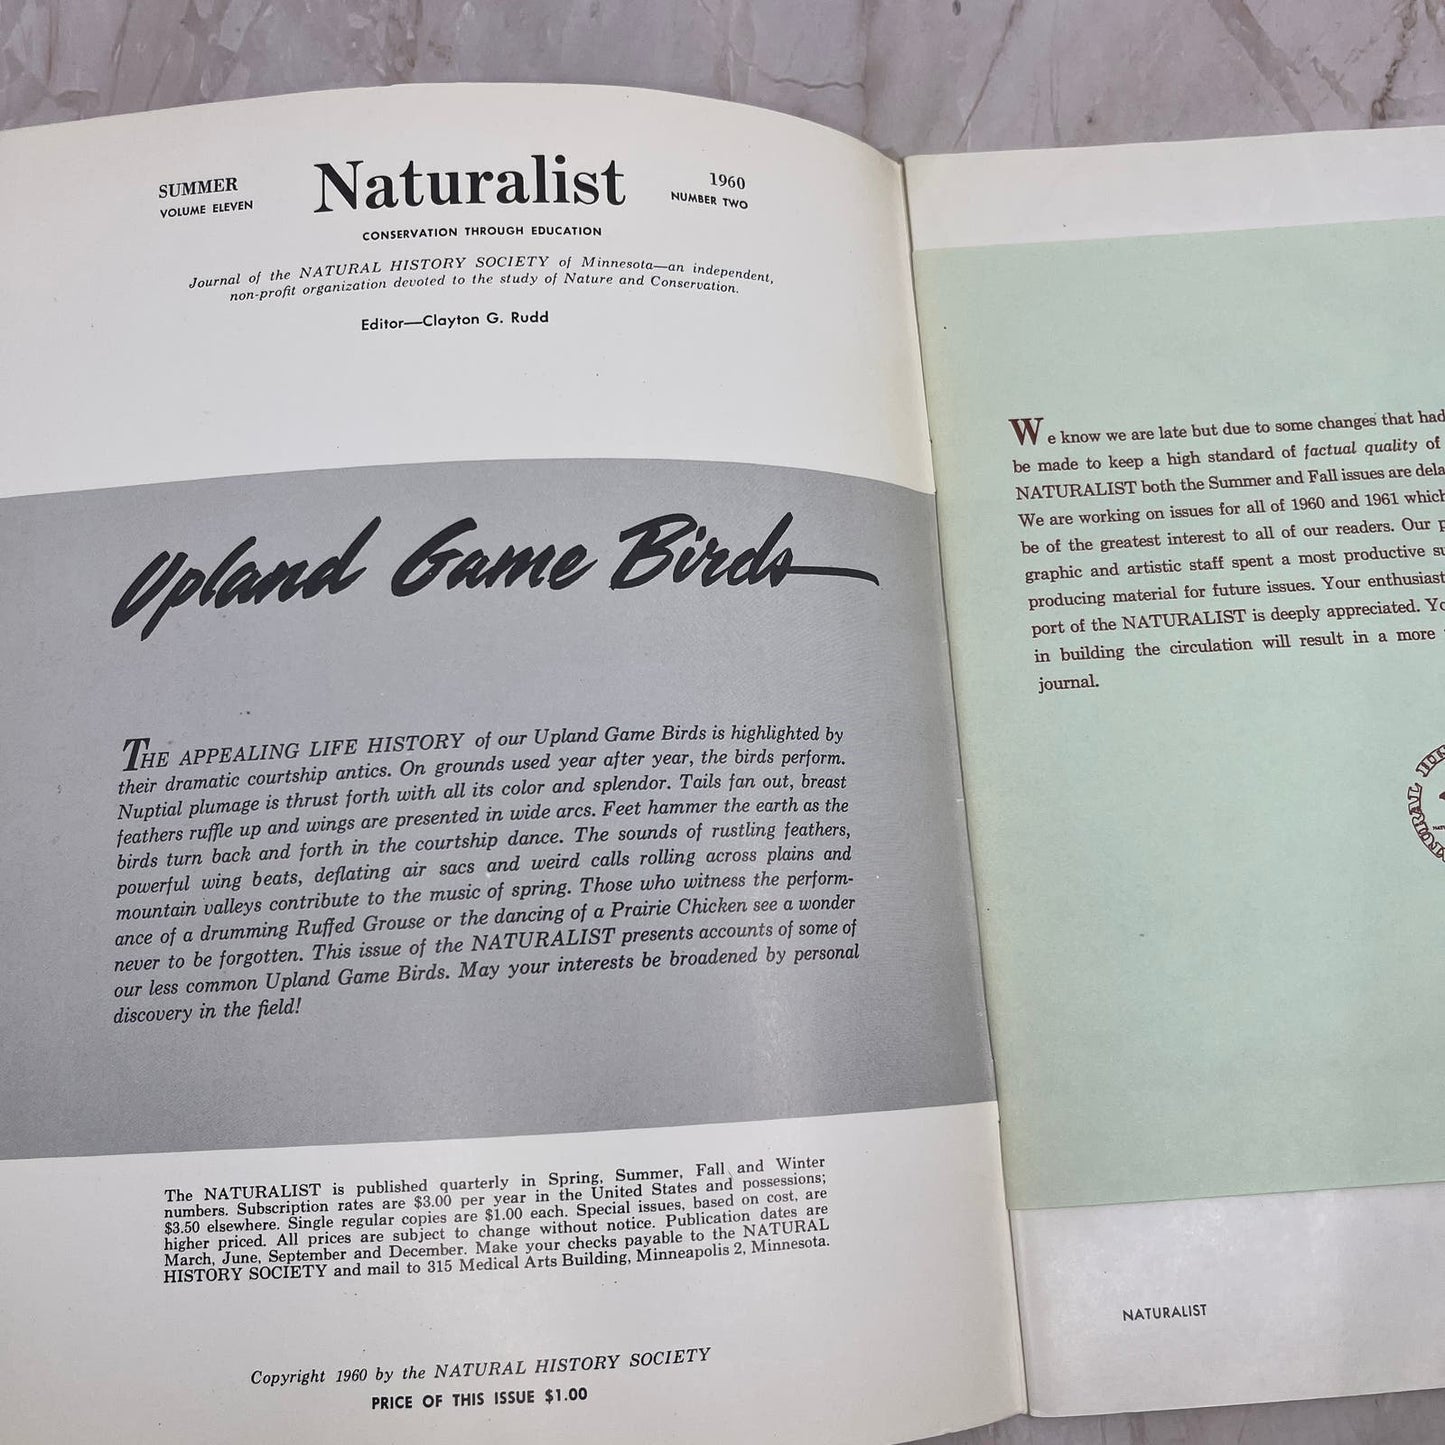 SUMMER
VOLUME ELEVEN
Naturalist
1960
NUMBER TWO
CONSERVATION THROUGH EDUCATION
Journal of the NATURAL HISTORY SOCIETY of Minnesota—an independent,
non-profit organization devoted to the study of Nature and Conservation.
Editor—Clayton G. Rudd
Upland Game Birds
THE APPEALING LIFE HISTORY of our Upland Game Birds is highlighted by
their dramatic courtship antics. On grounds used year after year, the birds perform.
Nuptial plumage is thrust forth with all its color and splendor. Tails fan out, breast
feathers ruffle up and wings are presented in wide arcs. Feet hammer the earth as the
birds turn back and forth in the courtship dance. The sounds of rustling feathers,
powerful wing beats, deflating air sacs and weird calls rolling across plains and
mountain valleys contribute to the music of spring. Those who witness the perform-
ance of a drumming Ruffed Grouse or the dancing of a Prairie Chicken see a wonder
never to be forgotten. This issue of the NATURALIST presents accounts of some of
our less common Upland Game Birds. May your interests be broadened by personal
discovery in the field!
The NATURALIST is published quarterly in Spring, Summer, Fall and Winter
numbers. Subscription rates are $3.00 per year in the United States and possessions;
$3.50 elsewhere. Single regular copies are $1.00 each. Special issues, based on cost, are
higher priced. All prices are subject to change without notice. Publication dates are
March, June, September and December. Make your checks payable to the NATURAL
HISTORY SOCIETY and mail to 315 Medical Arts Building, Minneapolis 2, Minnesota.
Copyright 1960 by the NATURAL HISTORY SOCIETY
PRICE OF THIS ISSUE $1.00
We know we are late but due to some changes that had
be made to keep a high standard of factual quality of
NATURALIST both the Summer and Fall issues are dela
We are working on issues for all of 1960 and 1961 which
be of the greatest interest to all of our readers. Our p
graphic and artistic staff spent a most productive su
producing material for future issues. Your enthusiast
port of the NATURALIST is deeply appreciated. Yo
in building the circulation will result in a more
journal.
NATURAL
NATURALIST